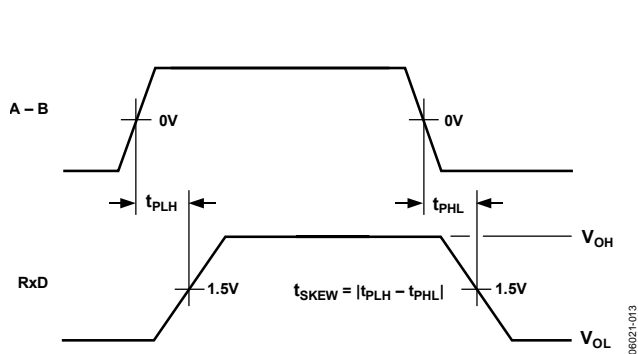 A – B
0V
0V
tPLH
tPHL
VOH
RxD
1.5V
tSKEW = |tPLH – tPHL|
1.5V
VOL
06021-013